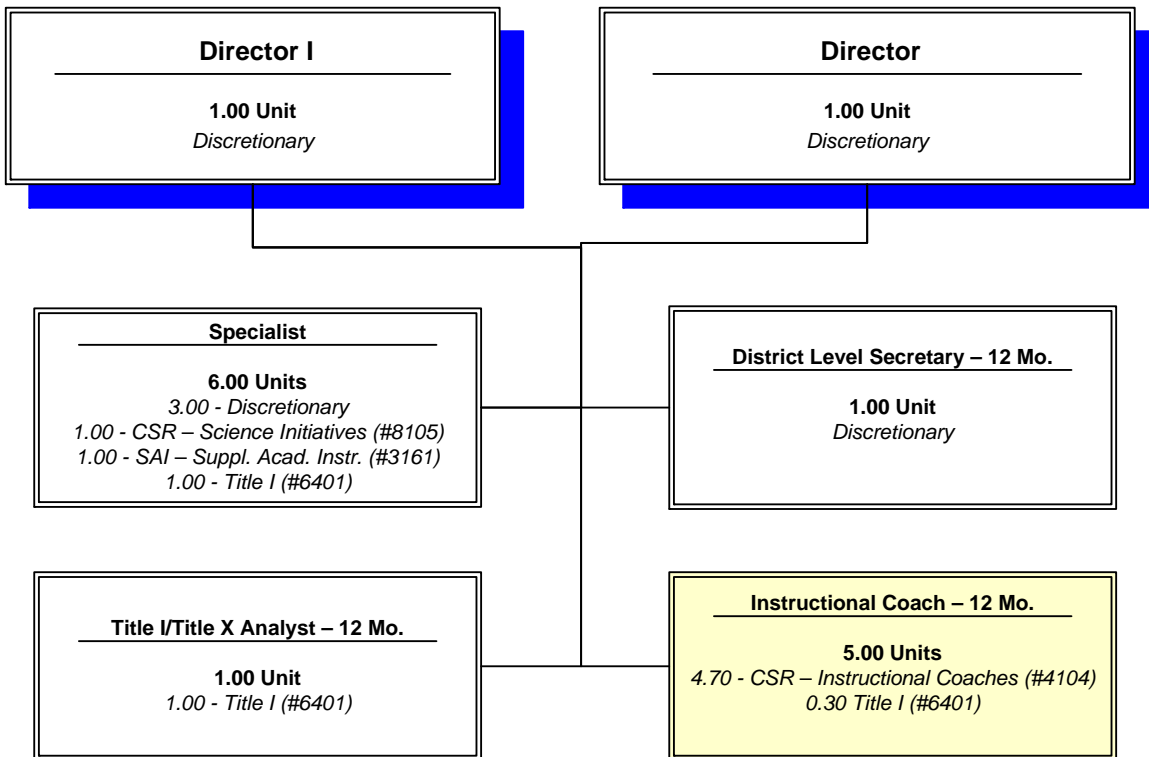 Director I
1.00 Unit
Discretionary
Director
1.00 Unit
Discretionary
Specialist
6.00 Units
3.00 - Discretionary
1.00 - CSR – Science Initiatives (#8105)
1.00 - SAI – Suppl. Acad. Instr. (#3161)
1.00 - Title I (#6401)
District Level Secretary – 12 Mo.
1.00 Unit
Discretionary
Title I/Title X Analyst – 12 Mo.
1.00 Unit
1.00 - Title I (#6401)
Instructional Coach – 12 Mo.
5.00 Units
4.70 - CSR – Instructional Coaches (#4104)
0.30 Title I (#6401)